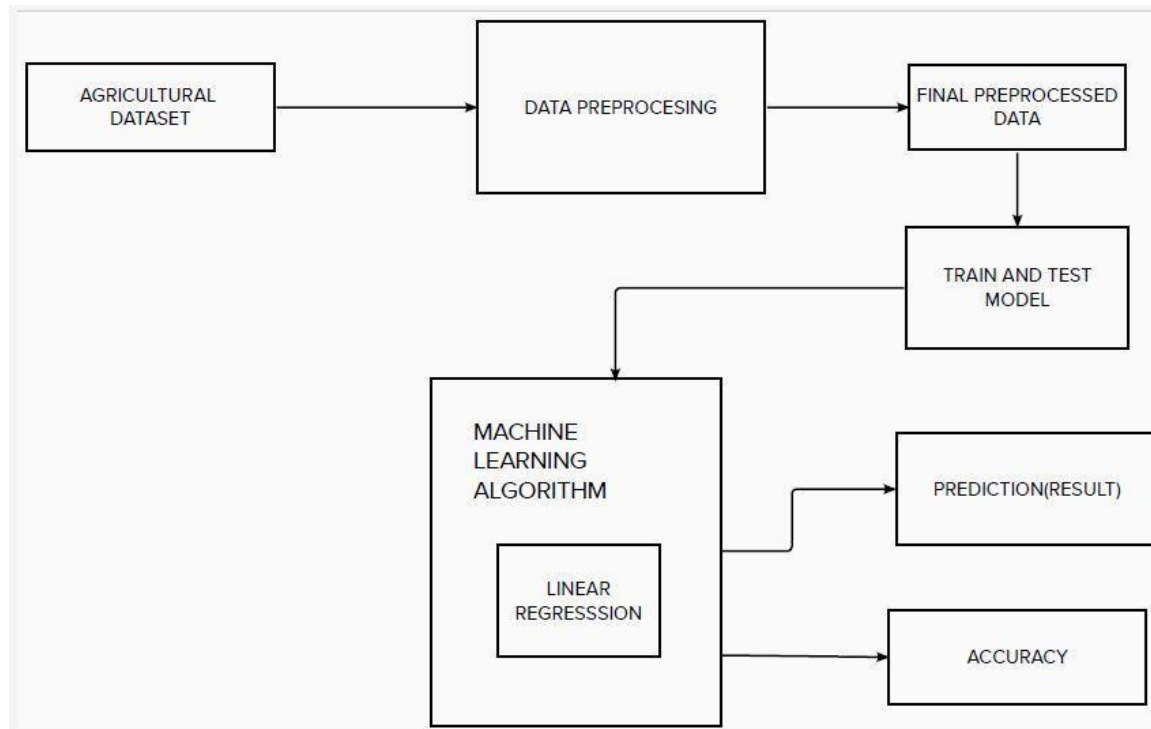 AGRICULTURAL
DATASET
DATA PREPROCESING
FINAL PREPROCESSED
DATA
TRAIN AND TEST
MODEL
MACHINE
LEARNING
ALGORITHM
LINEAR
REGRESSSION
PREDICTION(RESULT)
ACCURACY